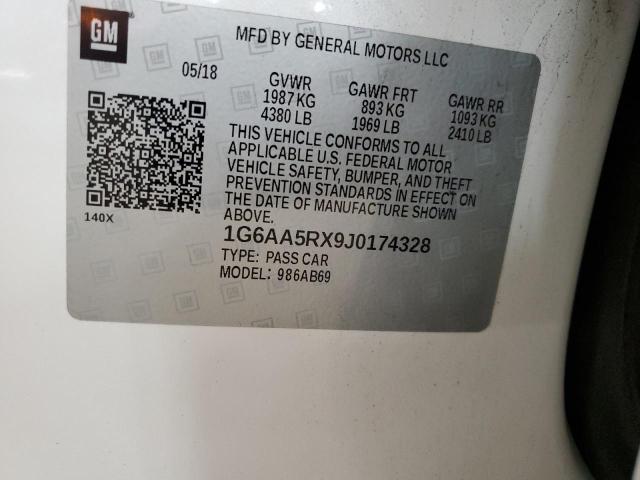 GM
MFD BY GENERAL MOTORS LLC
05/18
GVWR
1987 KG
4380 LB
GAWR FRT
893 KG
1969 LB
GAWR RR
1093 KG
2410 LB
THIS VEHICLE CONFORMS TO ALL
APPLICABLE U.S. FEDERAL MOTOR
VEHICLE SAFETY, BUMPER, AND THEFT
PREVENTION STANDARDS IN EFFECT ON
THE DATE OF MANUFACTURE SHOWN
ABOVE.
140X
1G6AA5RX9J0174328
TYPE: PASS CAR
MODEL: 986AB69